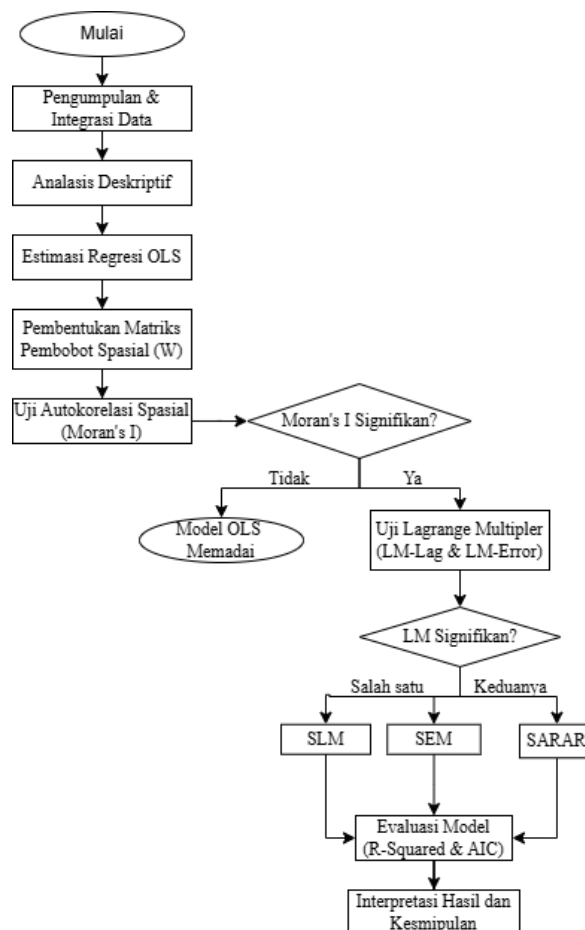 Mulai
Pengumpulan &
Integrasi Data
Analasis Deskriptif
Estimasi Regresi OLS
Pembentukan Matriks
Pembobot Spasial (W)
Uji Autokorelasi Spasial
(Moran's I)
Moran's I Signifikan?
Tidak
Ya
Model OLS
Memadai
Uji Lagrange Multipler
(LM-Lag & LM-Error)
LM Signifikan?
Salah satu
Keduanya
SLM
SEM
SARAR
Evaluasi Model
(R-Squared & AIC)
Interpretasi Hasil dan
Kesmipulan